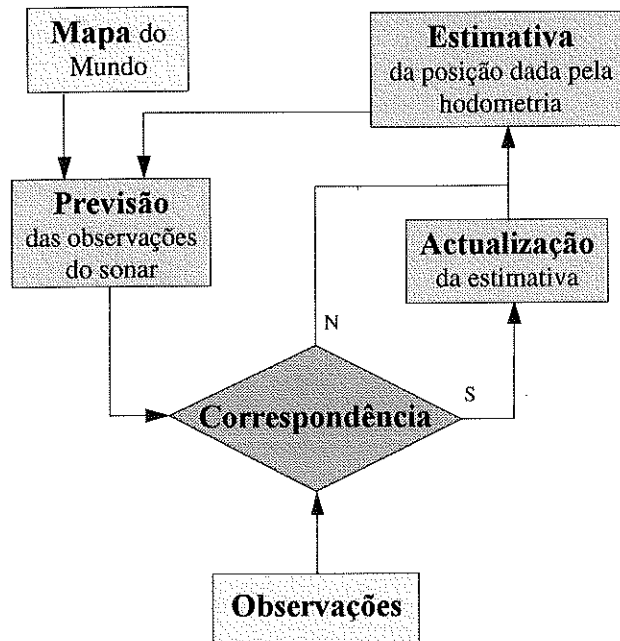 Mapa do
Mundo
Estimativa
da posição dada pela
hodometria
Previsão
das observações
do sonar
Actualização
da estimativa
N
S
Correspondência
Observações